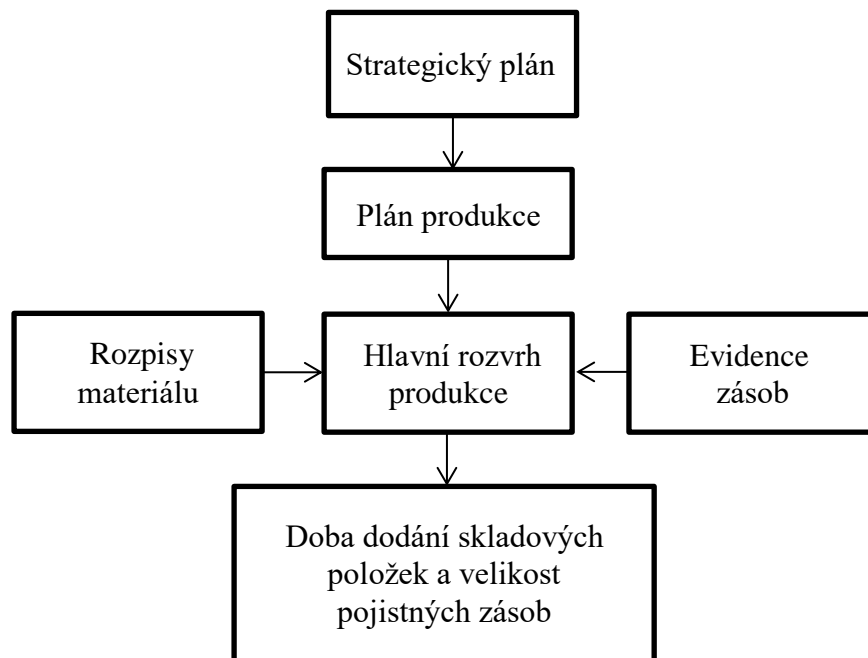 Strategický plán
Plán produkce
Rozpisy
materiálu
Hlavní rozvrh
produkce
Evidence
zásob
Doba dodání skladových
položek a velikost
pojistných zásob